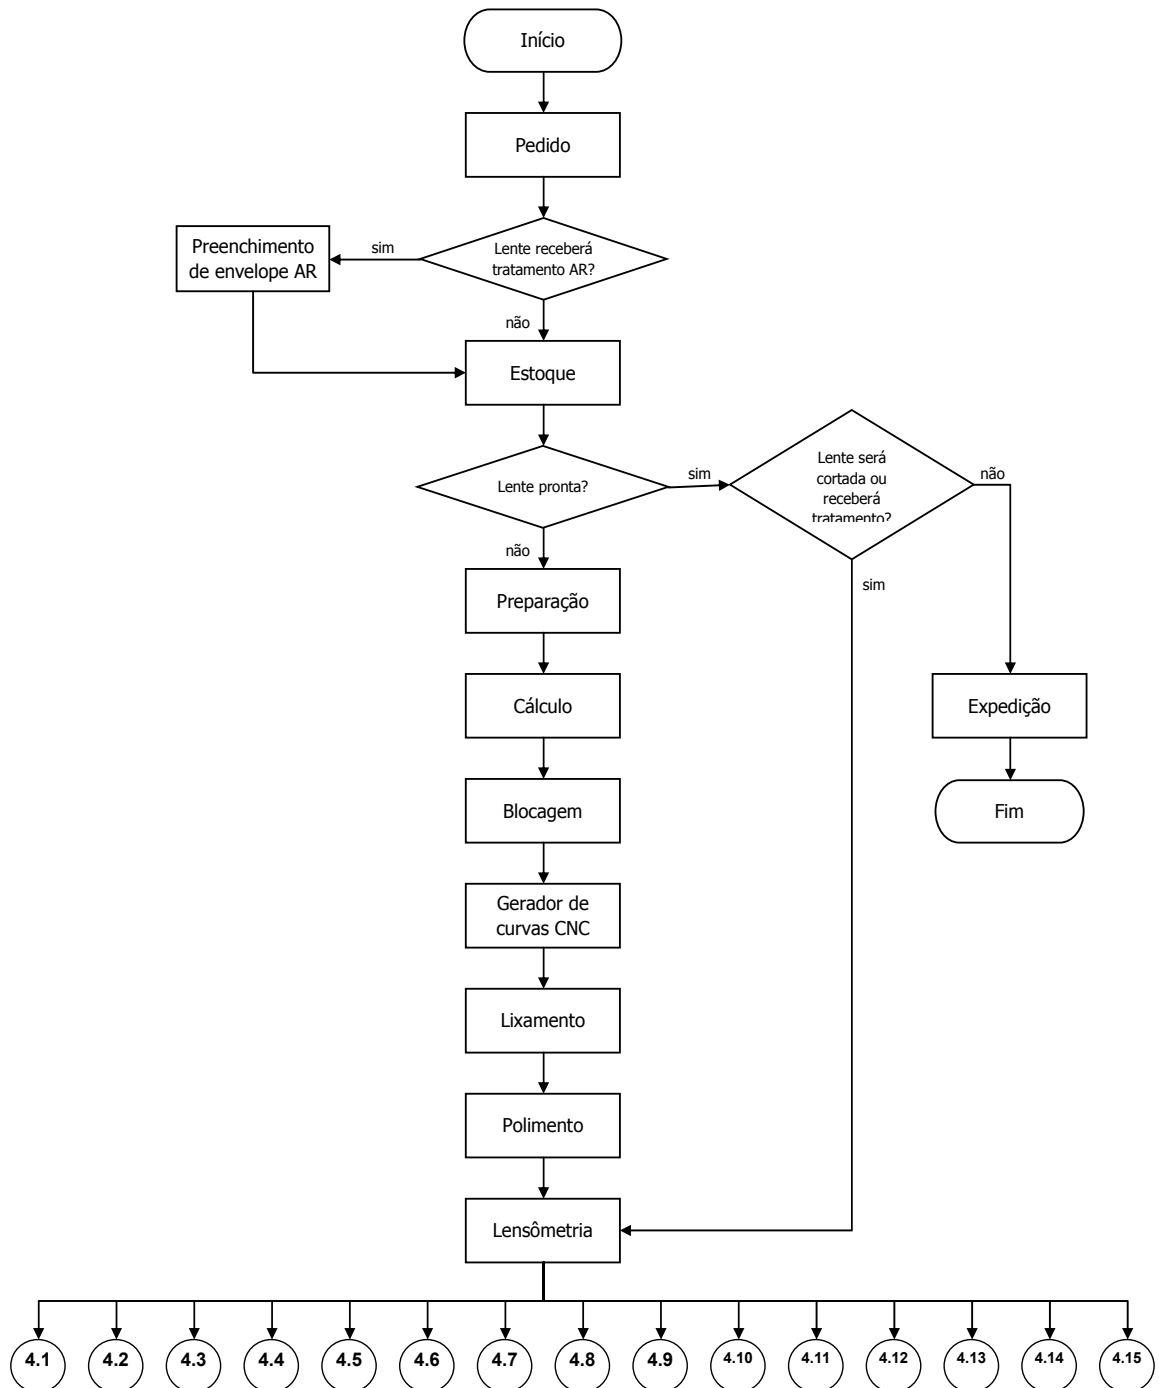 Início
Pedido
Lente receberá
tratamento AR?
sim
Preenchimento
de envelope AR
não
Estoque
Lente pronta?
sim
Lente será
cortada ou
receberá
tratamento?
não
não
sim
Preparação
Cálculo
Expedição
Blocagem
Fim
Gerador de
curvas CNC
Lixamento
Polimento
Lensômetria
4.1
4.2
4.3
4.4
4.5
4.6
4.7
4.8
4.9
4.10
4.11
4.12
4.13
4.14
4.15